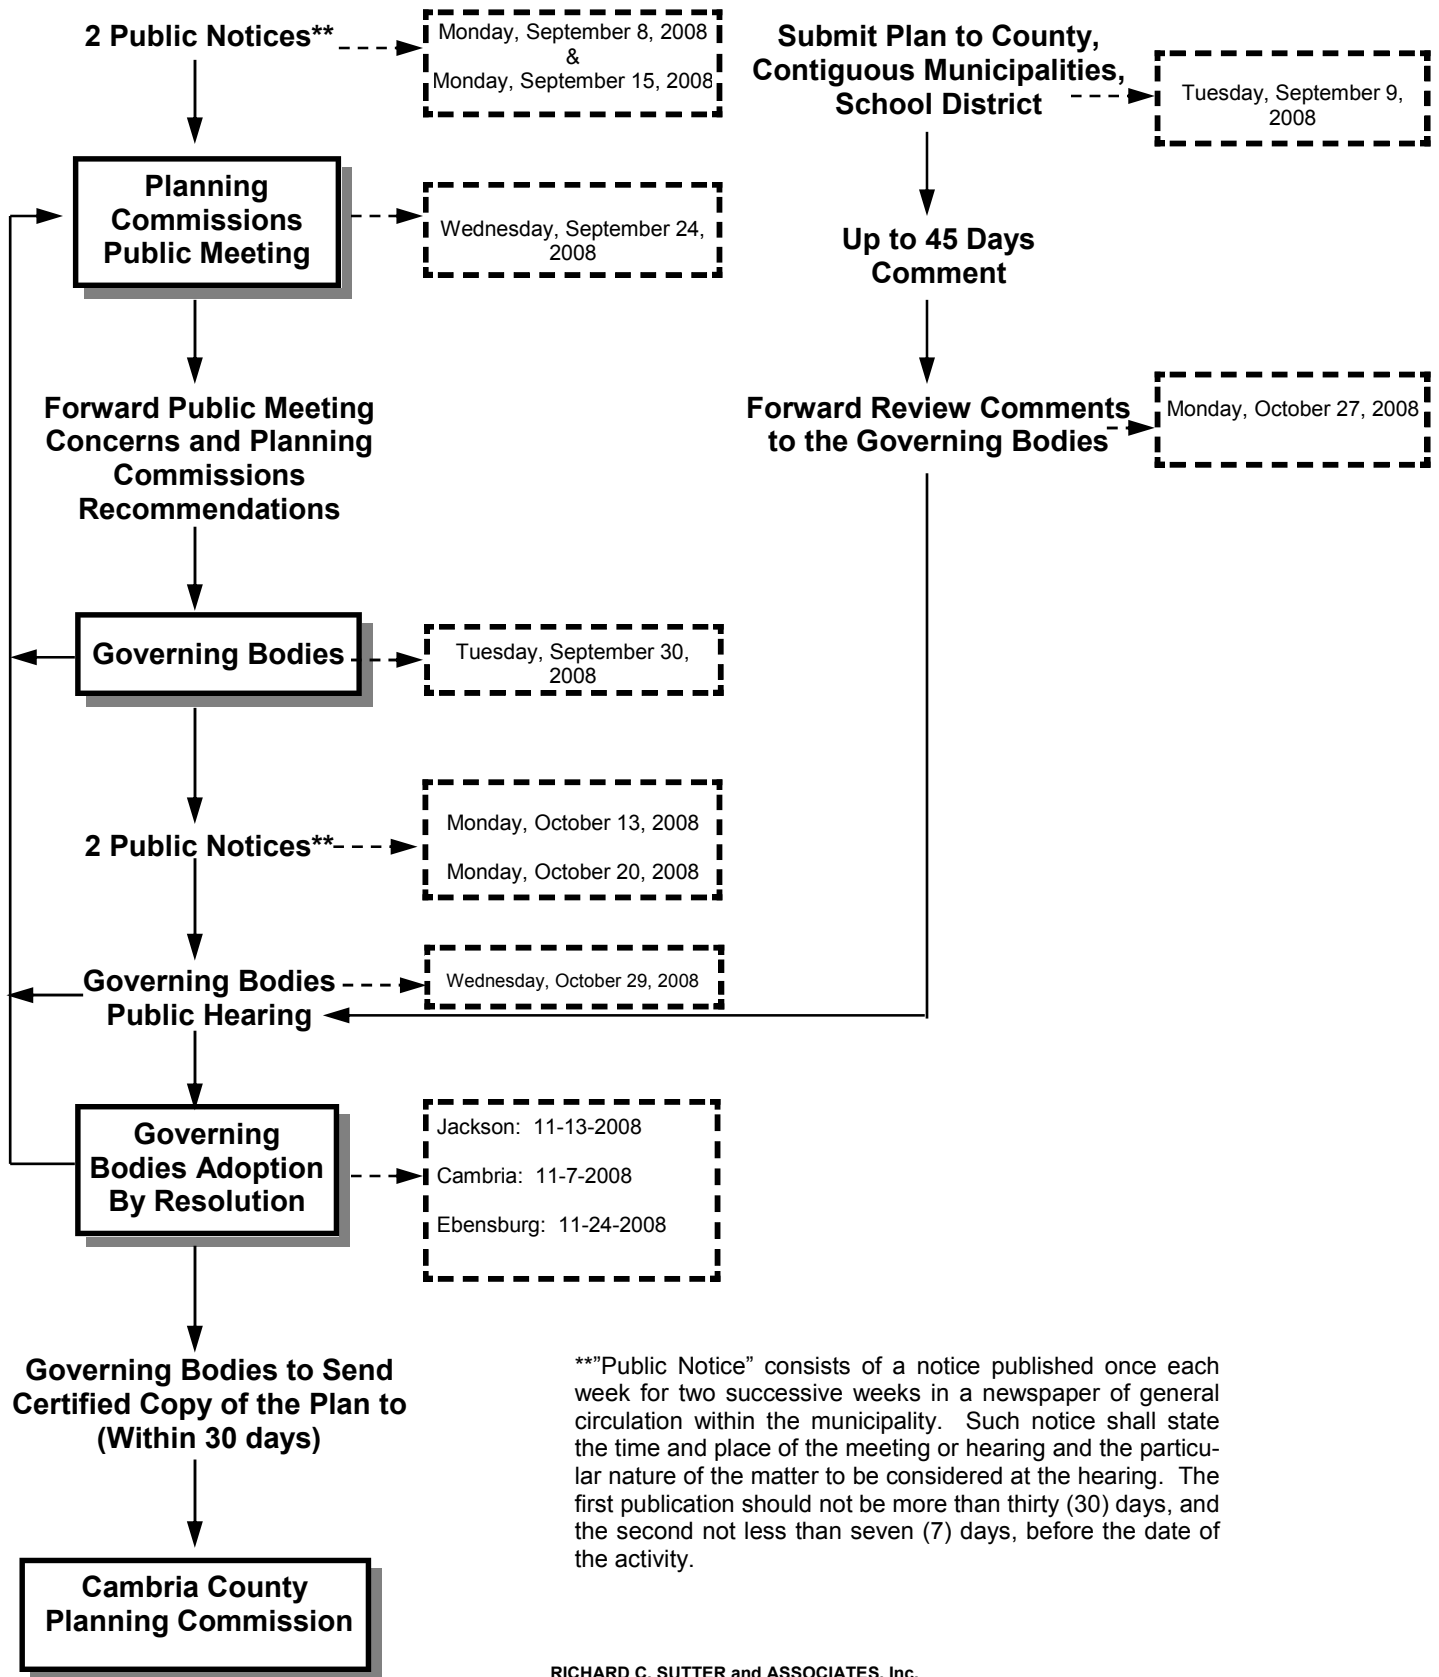 2 Public Notices**
Monday, September 8, 2008
&
Monday, September 15, 2008
Planning
Commissions
Public Meeting
Wednesday, September 24,
2008
Forward Public Meeting
Concerns and Planning
Commissions
Recommendations
Governing Bodies
Tuesday, September 30,
2008
2 Public Notices**
Monday, October 13, 2008
Monday, October 20, 2008
Governing Bodies
Public Hearing
Wednesday, October 29, 2008
Governing
Bodies Adoption
By Resolution
Jackson: 11-13-2008
Cambria: 11-7-2008
Ebensburg: 11-24-2008
Governing Bodies to Send
Certified Copy of the Plan to
(Within 30 days)
Cambria County
Planning Commission
Submit Plan to County,
Contiguous Municipalities,
School District
Tuesday, September 9,
2008
Up to 45 Days
Comment
Forward Review Comments
to the Governing Bodies
Monday, October 27, 2008
**”Public Notice” consists of a notice published once each
week for two successive weeks in a newspaper of general
circulation within the municipality. Such notice shall state
the time and place of the meeting or hearing and the particu-
lar nature of the matter to be considered at the hearing. The
first publication should not be more than thirty (30) days, and
the second not less than seven (7) days, before the date of
the activity.
RICHARD C. SUTTER and ASSOCIATES, Inc.